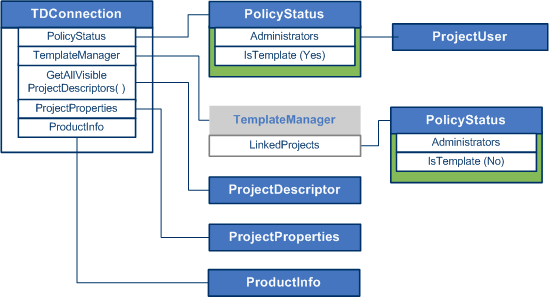 TDConnection
PolicyStatus
TemplateManager
GetAllVisible
ProjectDescriptors( )
ProjectProperties
ProductInfo
PolicyStatus
Administrators
IsTemplate (Yes)
ProjectUser
TemplateManager
LinkedProjects
PolicyStatus
Administrators
IsTemplate (No)
ProjectDescriptor
ProjectProperties
ProductInfo